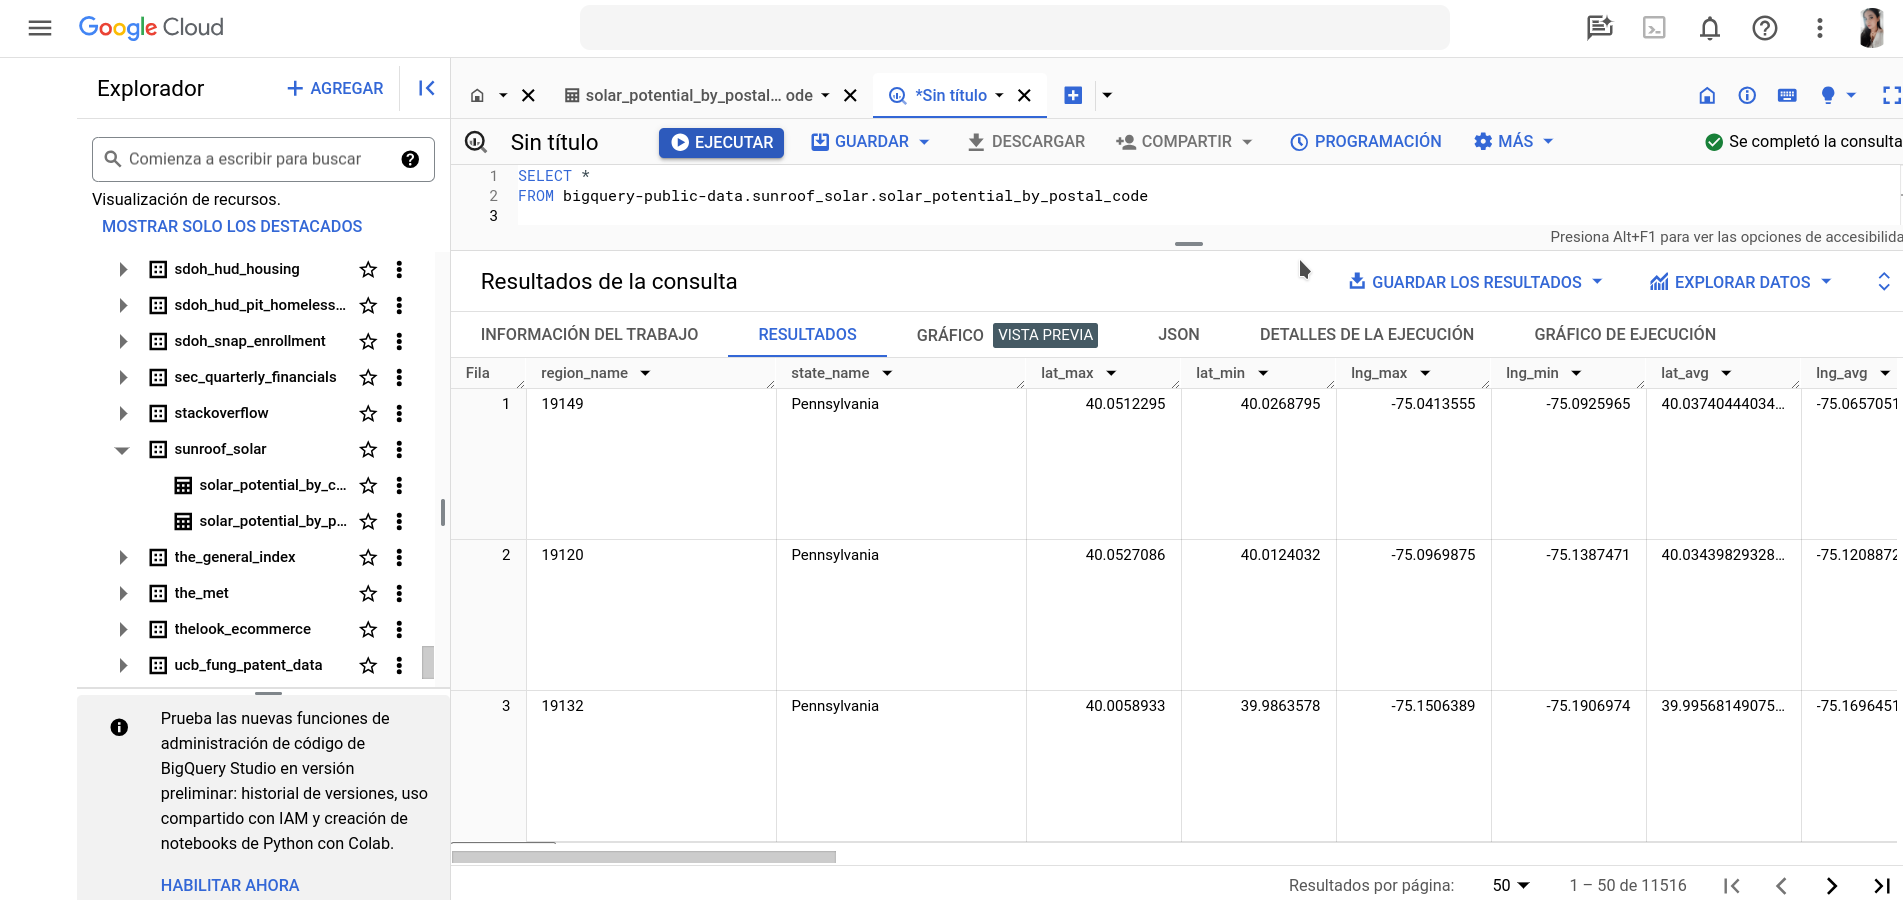 Google Cloud
Explorador
AGREGAR
Comienza a escribir para buscar
Visualización de recursos.
MOSTRAR SOLO LOS DESTACADOS
sdoh_hud_housing
sdoh_hud_pit_homeless...
sdoh_snap_enrollment
sec_quarterly_financials
stackoverflow
sunroof_solar
solar_potential_by_c...
solar_potential_by_p...
the_general_index
the_met
thelook_ecommerce
ucb_fung_patent_data
Prueba las nuevas funciones de
administración de código de
BigQuery Studio en versión
preliminar: historial de versiones, uso
compartido con IAM y creación de
notebooks de Python con Colab.
HABILITAR AHORA
solar_potential_by_postal... ode
*Sin título
Sin título
EJECUTAR
GUARDAR
DESCARGAR
COMPARTIR
PROGRAMACIÓN
MÁS
Se completó la consulta
1 SELECT *
2 FROM bigquery-public-data.sunroof_solar.solar_potential_by_postal_code
3
Presiona Alt+F1 para ver las opciones de accesibilida
Resultados de la consulta
GUARDAR LOS RESULTADOS
EXPLORAR DATOS
INFORMACIÓN DEL TRABAJO RESULTADOS GRÁFICO VISTA PREVIA JSON DETALLES DE LA EJECUCIÓN GRÁFICO DE EJECUCIÓN
Fila region_name state_name lat_max lat_min lng_max lng_min lat_avg lng_avg
1 19149 Pennsylvania 40.0512295 40.0268795 -75.0413555 -75.0925965 40.03740444034... -75.0657051
2 19120 Pennsylvania 40.0527086 40.0124032 -75.0969875 -75.1387471 40.03439829328... -75.1208872
3 19132 Pennsylvania 40.0058933 39.9863578 -75.1506389 -75.1906974 39.99568149075... -75.1696451
Resultados por página: 50 1 – 50 de 11516